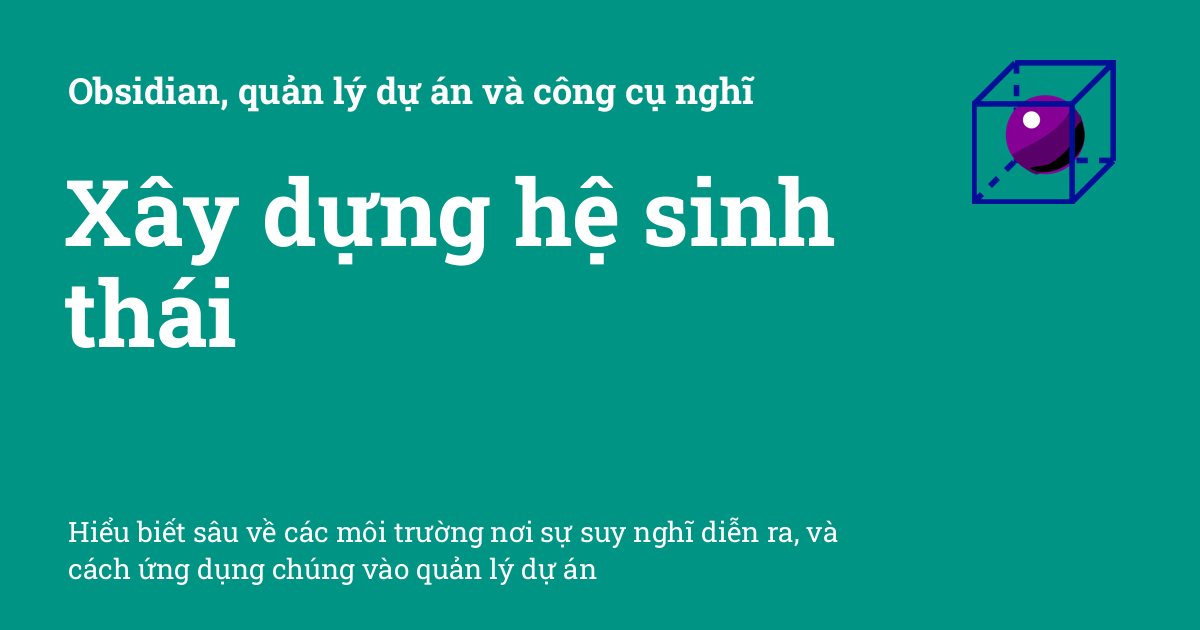 Obsidian, quản lý dự án và công cụ nghĩ
Xây dựng hệ sinh
thái
Hiểu biết sâu về các môi trường nơi sự suy nghĩ diễn ra, và
cách ứng dụng chúng vào quản lý dự án